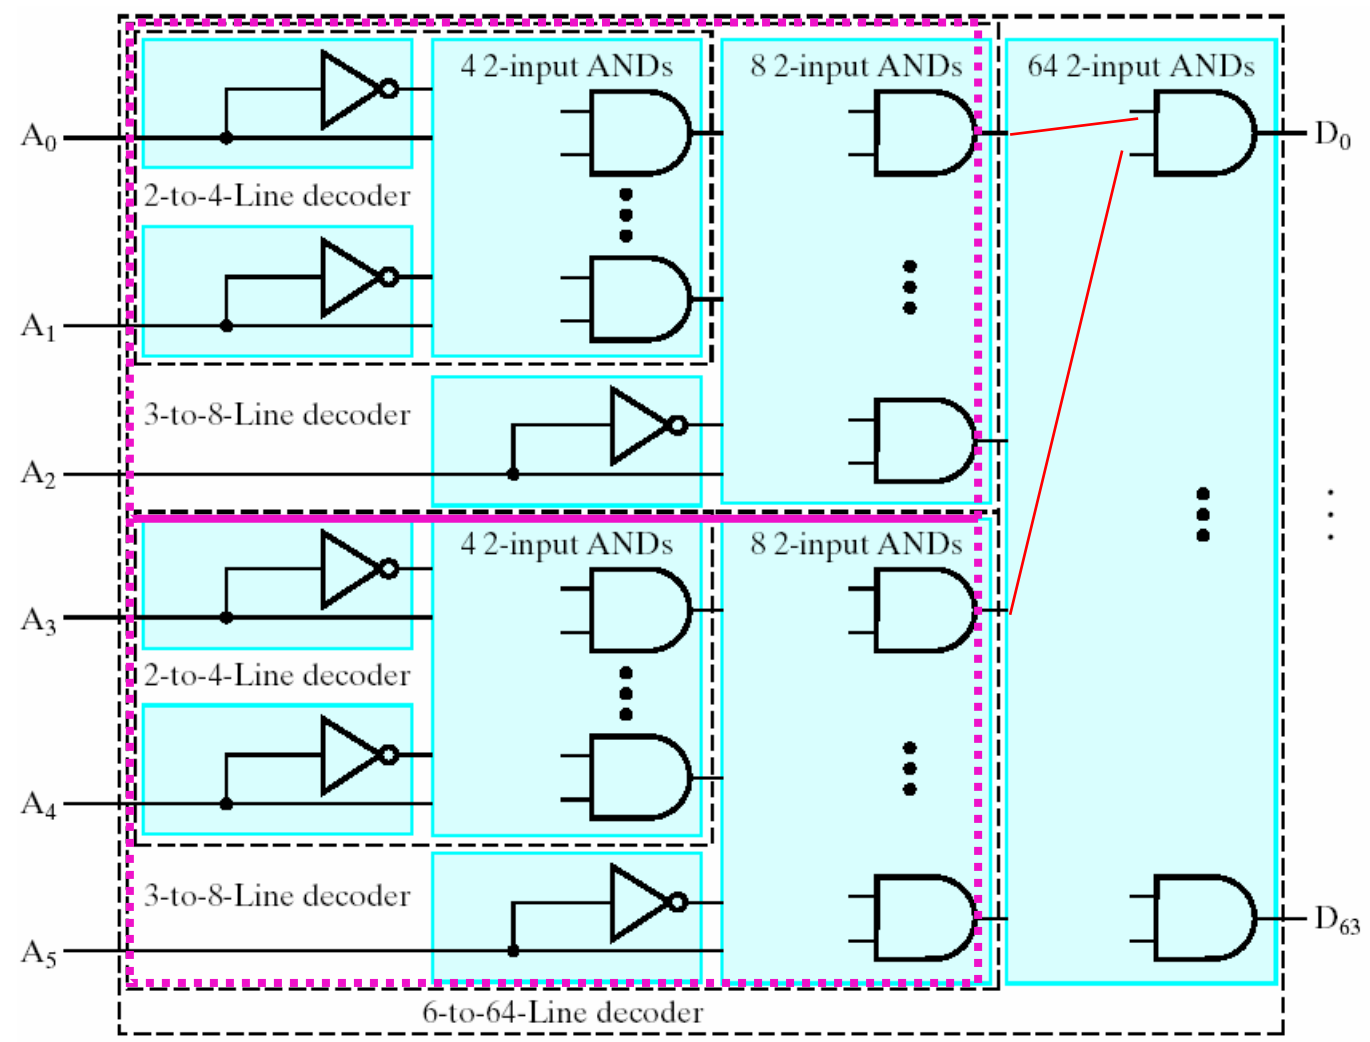 4 2-input ANDs 8 2-input ANDs 64 2-input ANDs
A0 D0
2-to-4-Line decoder
A1
3-to-8-Line decoder
A2
4 2-input ANDs 8 2-input ANDs
A3
2-to-4-Line decoder
A4
3-to-8-Line decoder
D63
A5
6-to-64-Line decoder